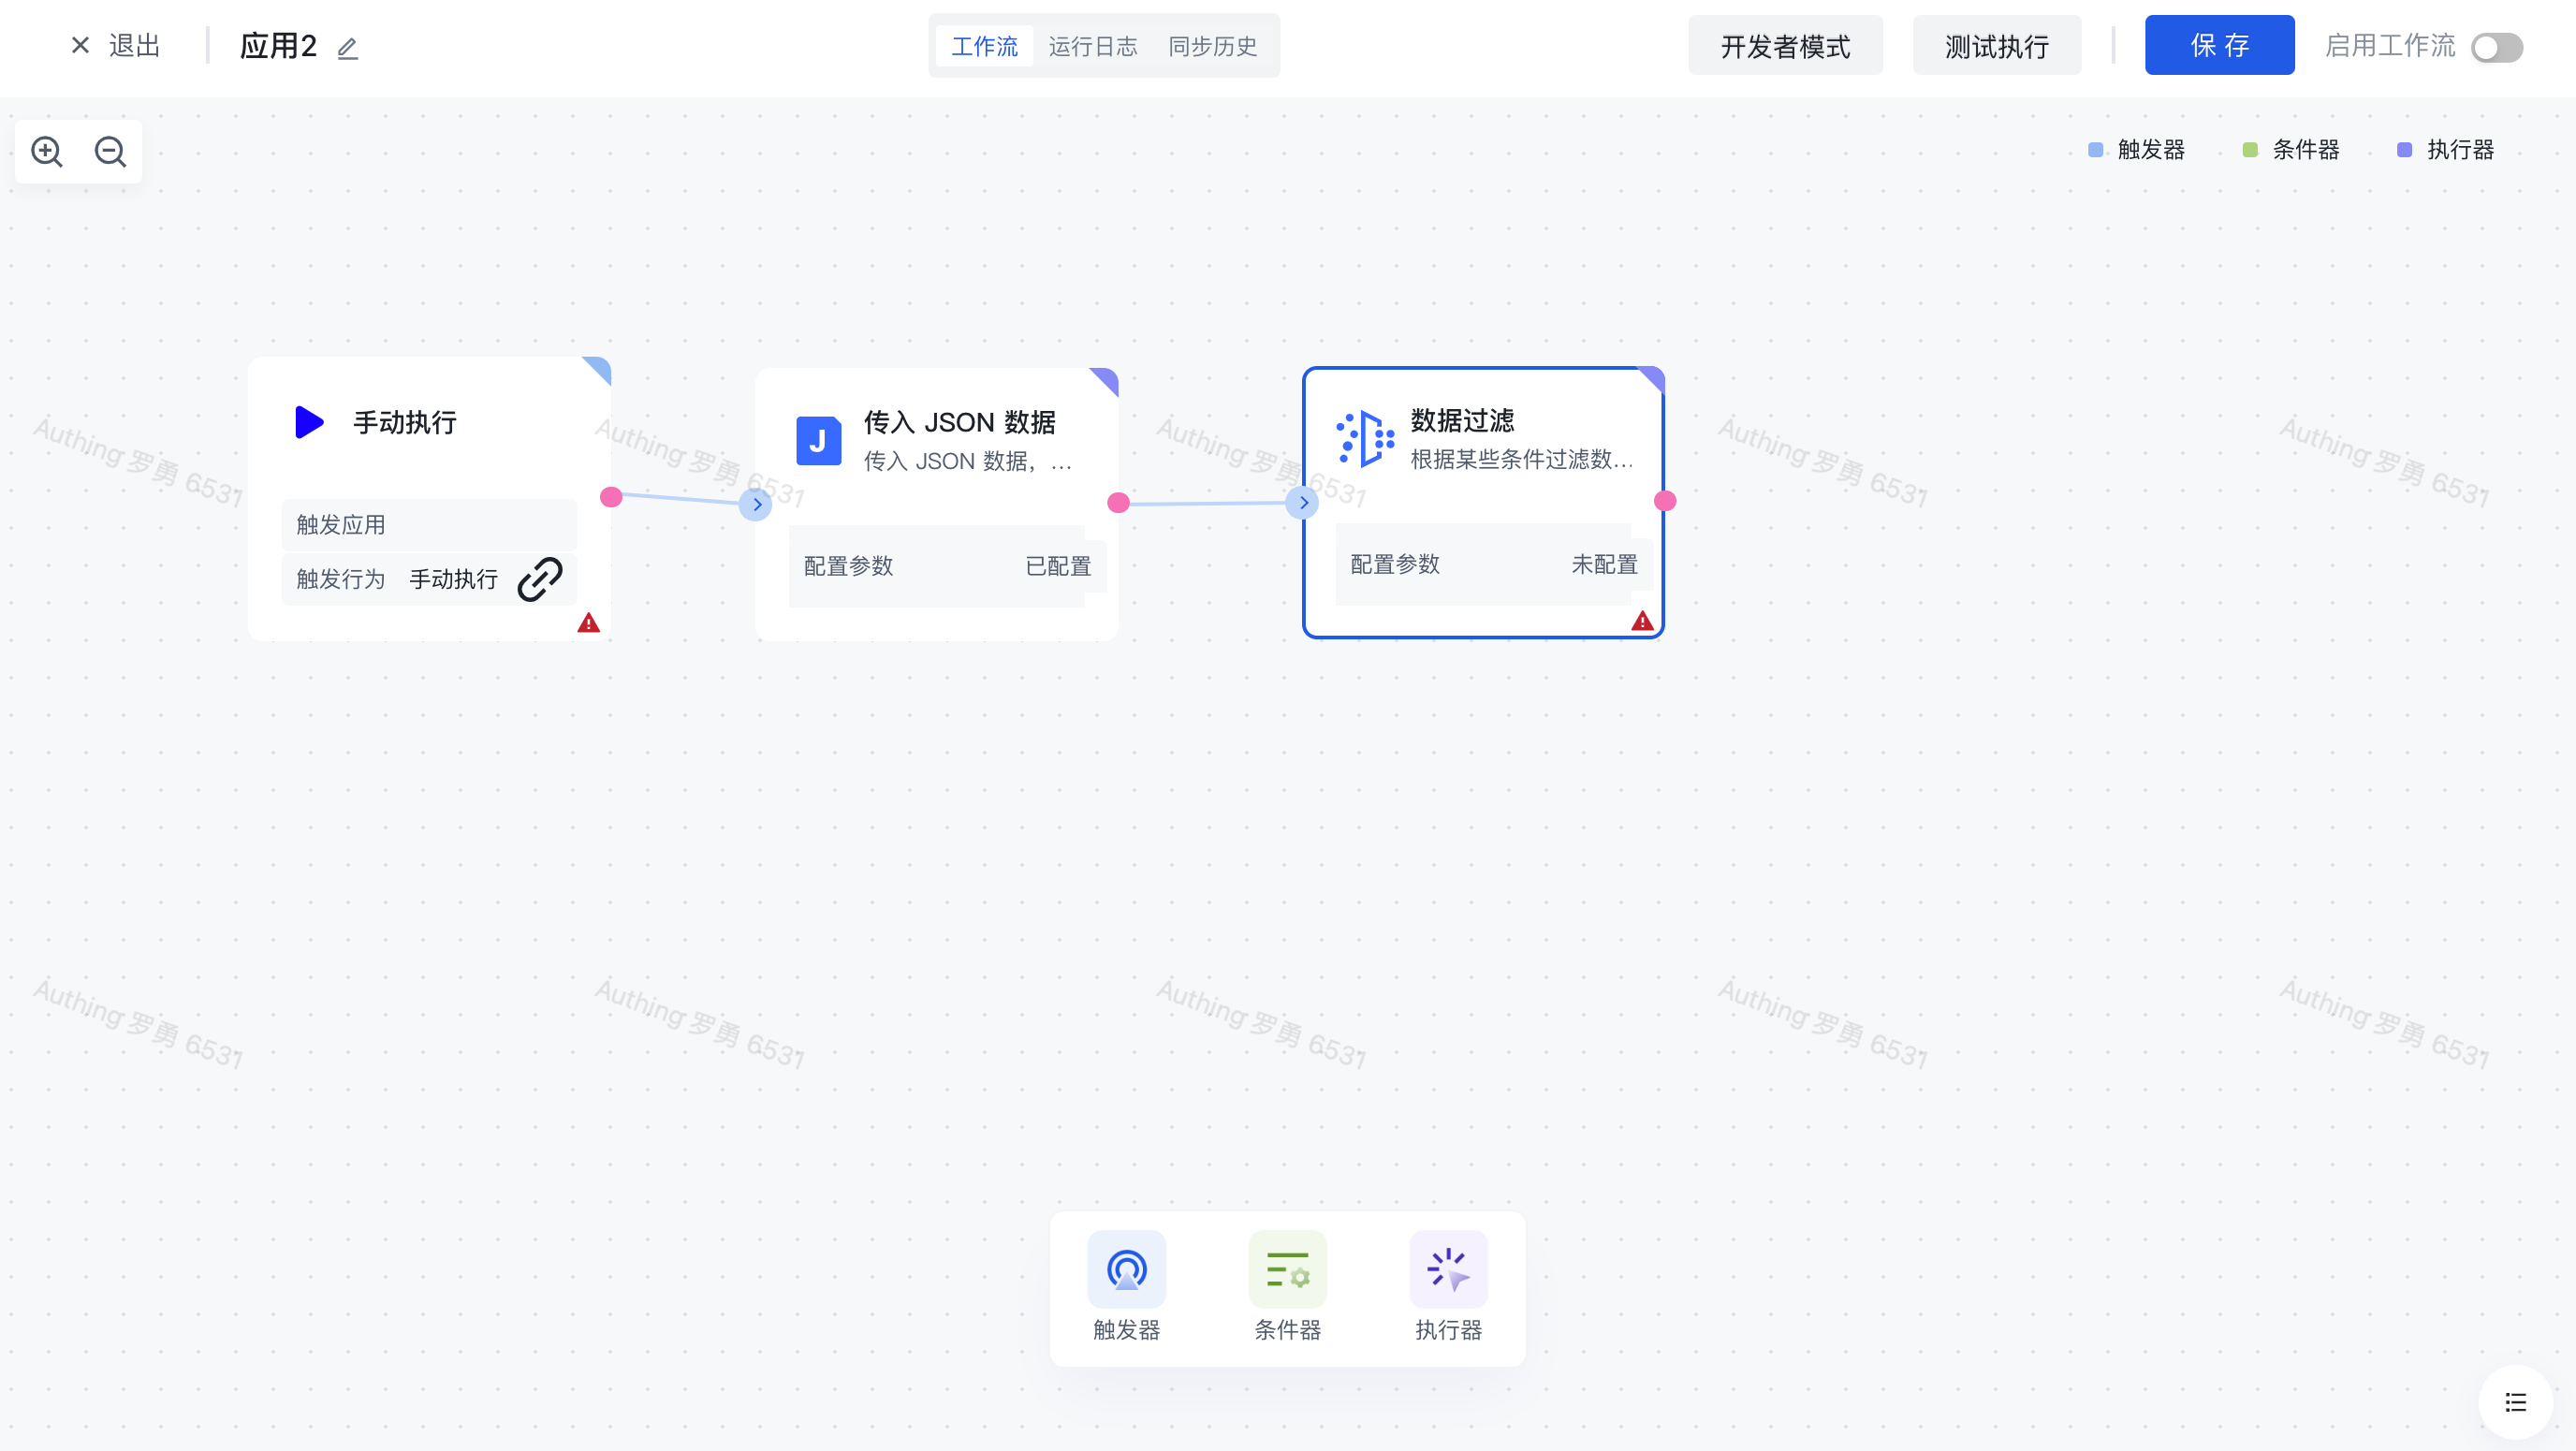 退出
应用2
工作流
运行日志
同步历史
开发者模式
测试执行
保 存
启用工作流
触发器
条件器
执行器
手动执行
触发应用
触发行为 手动执行
J
传入 JSON 数据
传入 JSON 数据，...
配置参数 已配置
数据过滤
根据某些条件过滤数...
配置参数 未配置
Authing 罗勇 6531
Authing 罗勇 6531
Authing 罗勇 6531
Authing 罗勇 6531
Authing 罗勇 6531
Authing 罗勇 6531
Authing 罗勇 6531
Authing 罗勇 6531
Authing 罗勇 6531
Authing 罗勇 6531
触发器
条件器
执行器